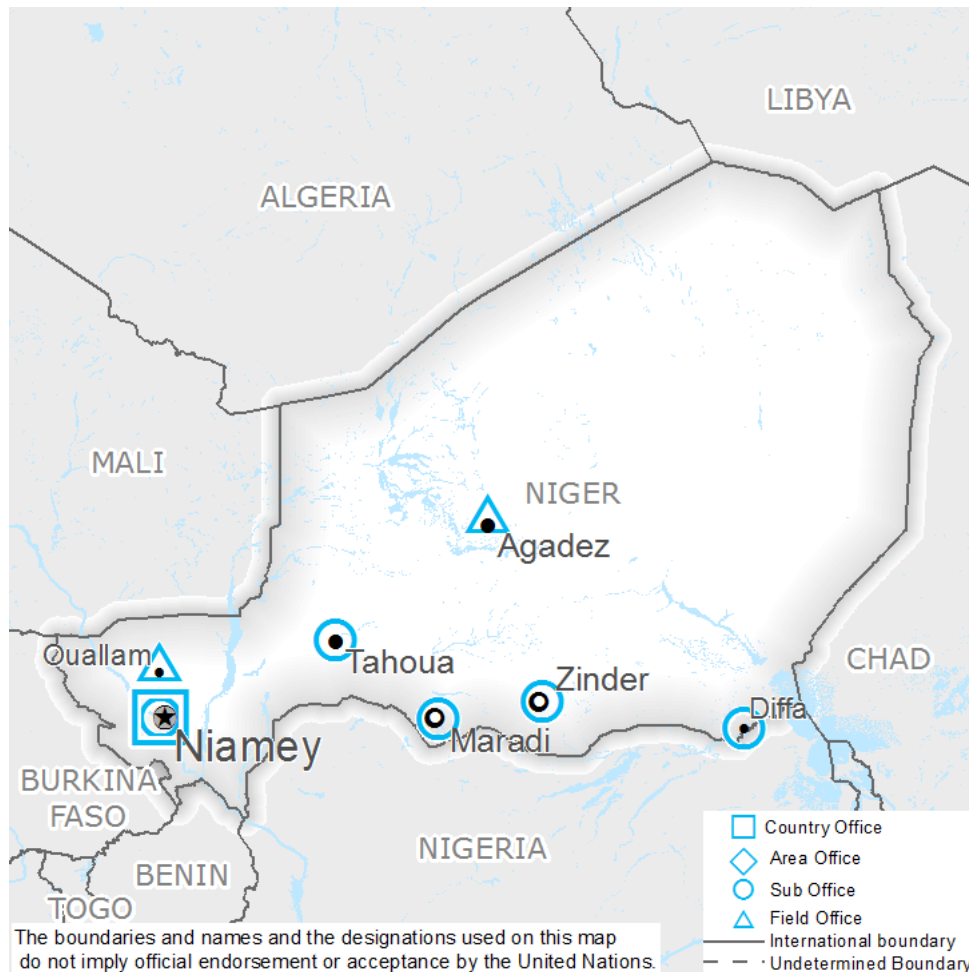 LIBYA
ALGERIA
MALI
NIGER
Agadez
Ouallam
Tahoua
CHAD
Zinder
Diffa
Niamey
Maradi
BURKINA
FASO
NIGERIA
BENIN
TOGO
Country Office
Area Office
Sub Office
Field Office
International boundary
Undetermined Boundary
The boundaries and names and the designations used on this map
do not imply official endorsement or acceptance by the United Nations.